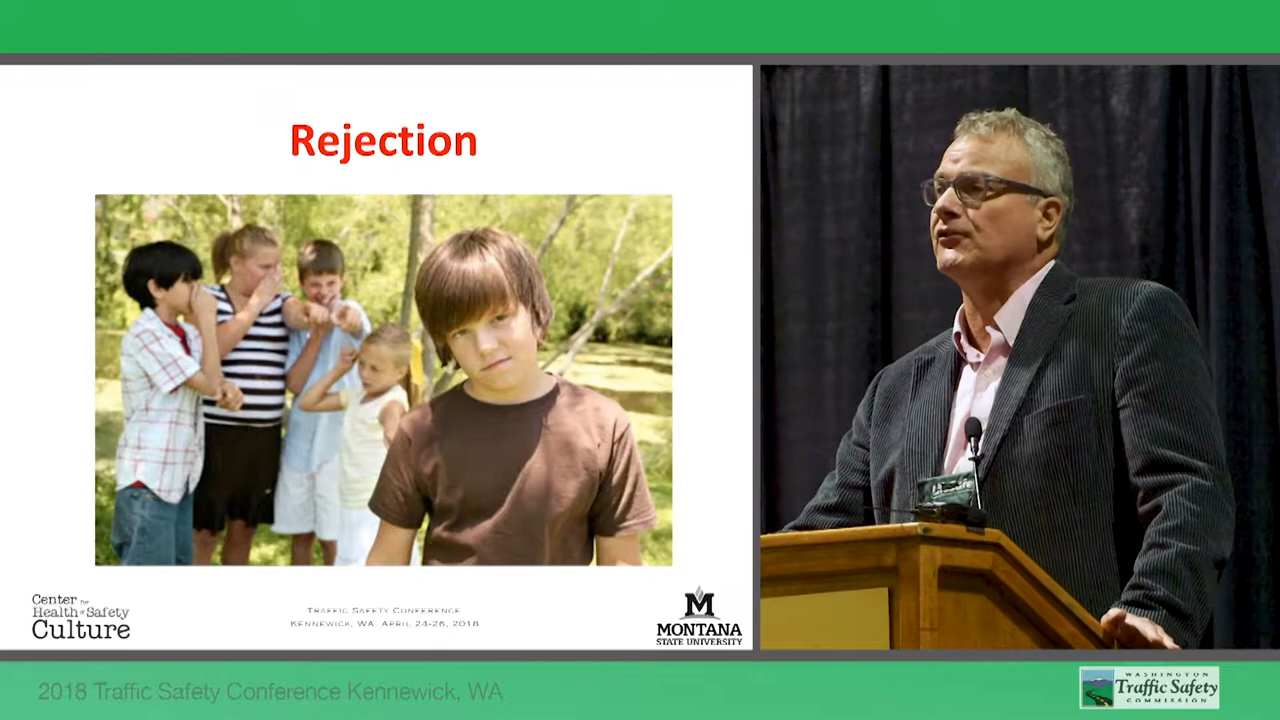 Rejection
Center for
Health & Safety
Culture
TRAFFIC SAFETY CONFERENCE
KENNEWICK, WA. APRIL 24-26, 2018
M
MONTANA
STATE UNIVERSITY
2018 Traffic Safety Conference Kennewick, WA
WASHINGTON
Traffic Safety
COMMISSION